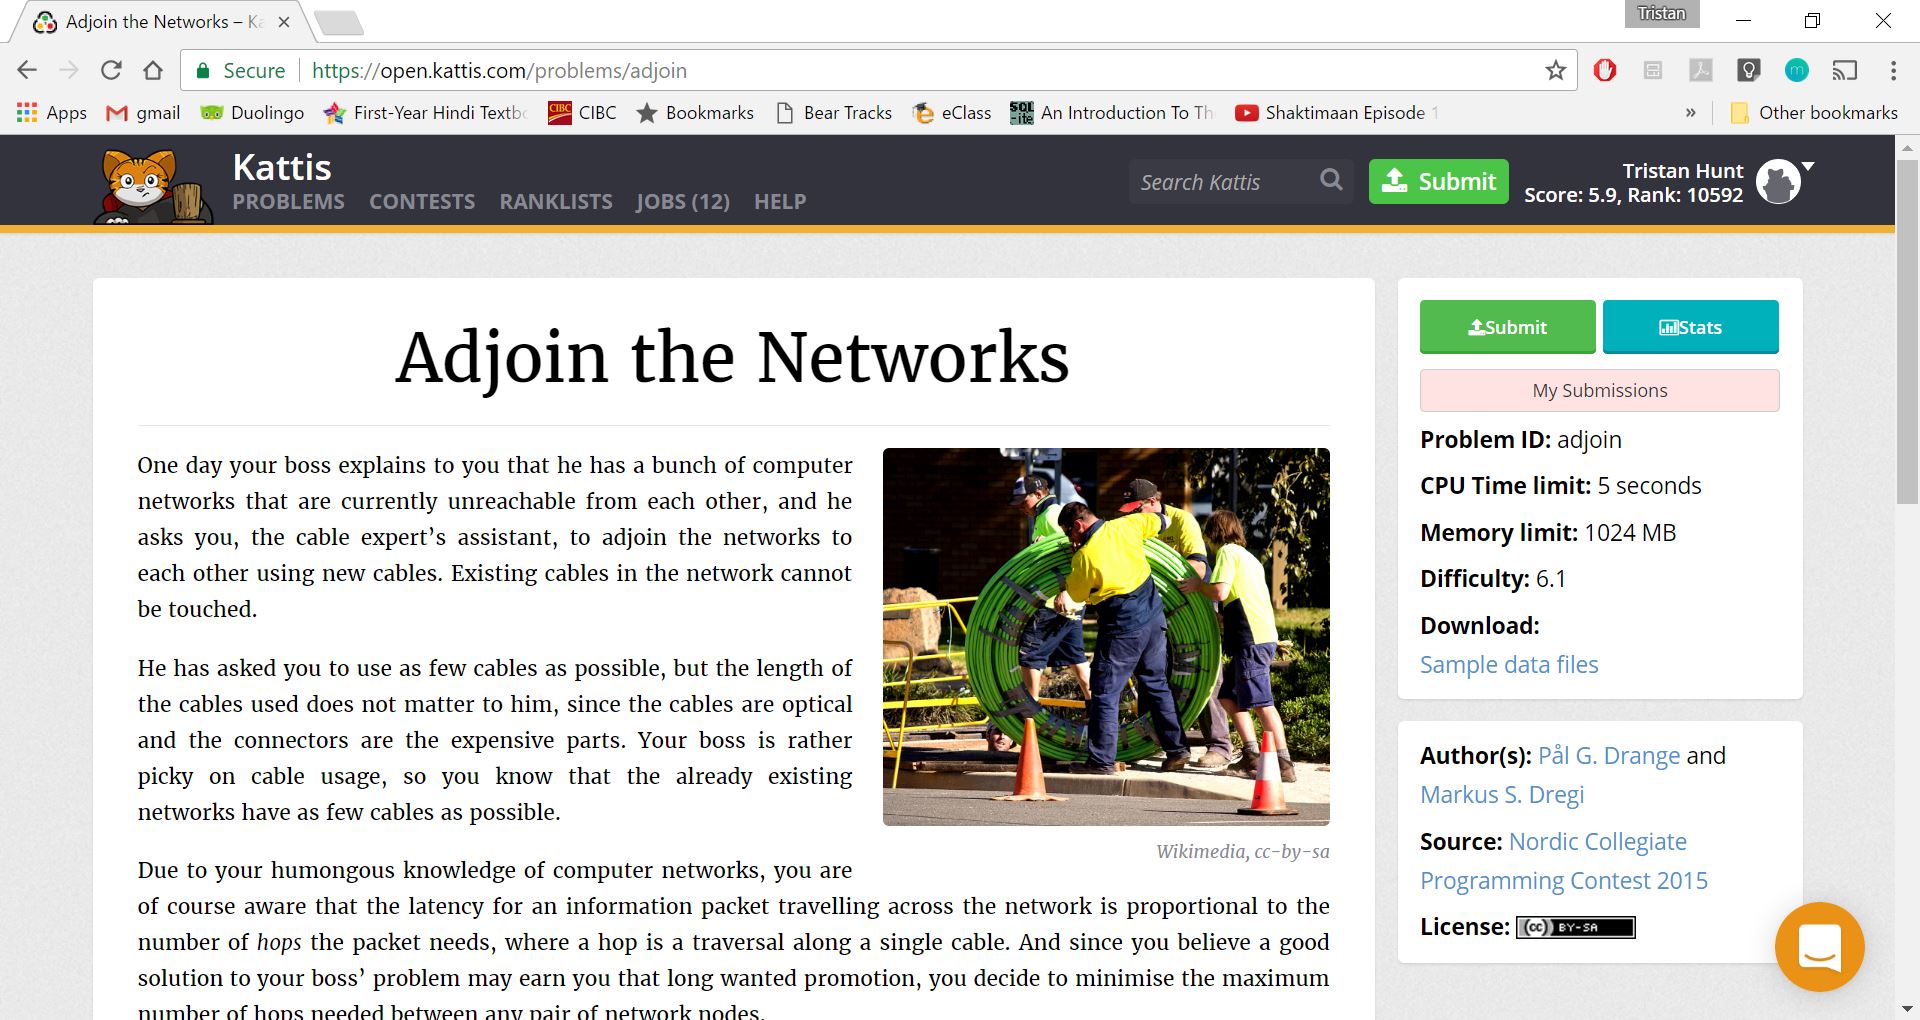 Adjoin the Networks – Ka
Tristan
Secure
https://open.kattis.com/problems/adjoin
m
Apps
gmail
Duolingo
First-Year Hindi Textbo
CIBC
CIBC
Bookmarks
Bear Tracks
eClass
SQL
-ite
An Introduction To Th
Shaktimaan Episode 1
»
Other bookmarks
Kattis
PROBLEMS CONTESTS RANKLISTS JOBS (12) HELP
Search Kattis
Submit
Tristan Hunt
Score: 5.9, Rank: 10592
Adjoin the Networks
One day your boss explains to you that he has a bunch of computer
networks that are currently unreachable from each other, and he
asks you, the cable expert’s assistant, to adjoin the networks to
each other using new cables. Existing cables in the network cannot
be touched.
He has asked you to use as few cables as possible, but the length of
the cables used does not matter to him, since the cables are optical
and the connectors are the expensive parts. Your boss is rather
picky on cable usage, so you know that the already existing
networks have as few cables as possible.
Wikimedia, cc-by-sa
Due to your humongous knowledge of computer networks, you are
of course aware that the latency for an information packet travelling across the network is proportional to the
number of hops the packet needs, where a hop is a traversal along a single cable. And since you believe a good
solution to your boss’ problem may earn you that long wanted promotion, you decide to minimise the maximum
number of hops needed between any pair of network nodes.
Submit
Stats
My Submissions
Problem ID: adjoin
CPU Time limit: 5 seconds
Memory limit: 1024 MB
Difficulty: 6.1
Download:
Sample data files
Author(s): Pål G. Drange and
Markus S. Dregi
Source: Nordic Collegiate
Programming Contest 2015
License: (cc) BY-SA